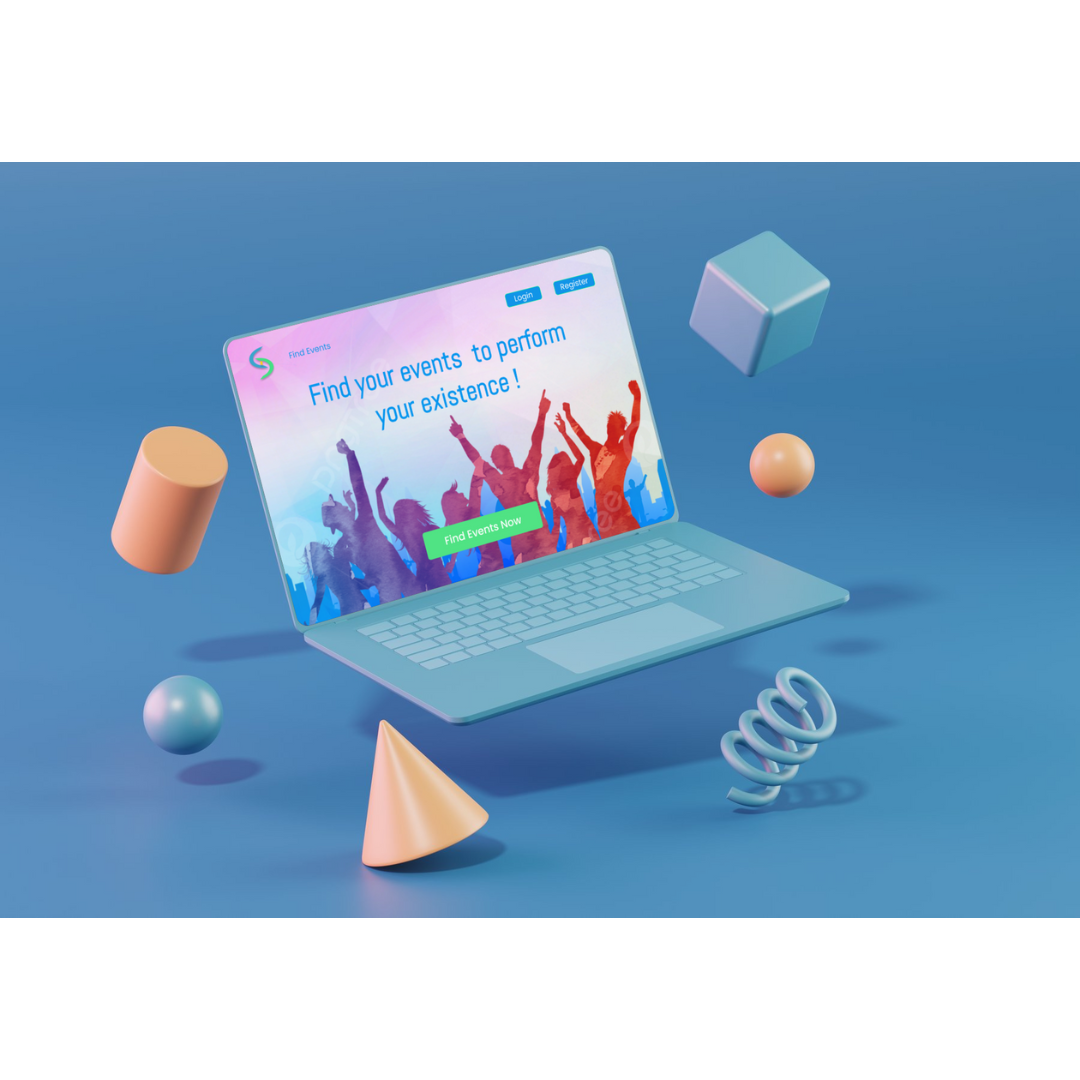 Login
Register
Find Events
Find your events to perform
your existence !
Find Events Now